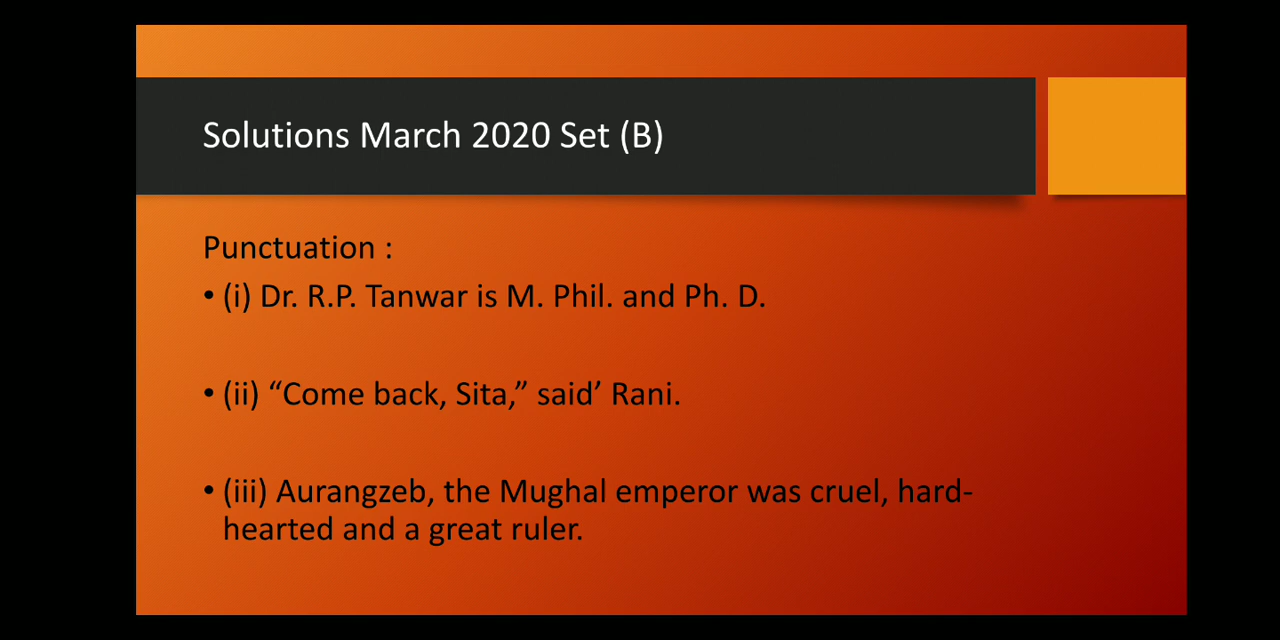 Solutions March 2020 Set (B)
Punctuation :
• (i) Dr. R.P. Tanwar is M. Phil. and Ph. D.
• (ii) “Come back, Sita,” said’ Rani.
• (iii) Aurangzeb, the Mughal emperor was cruel, hard-
hearted and a great ruler.